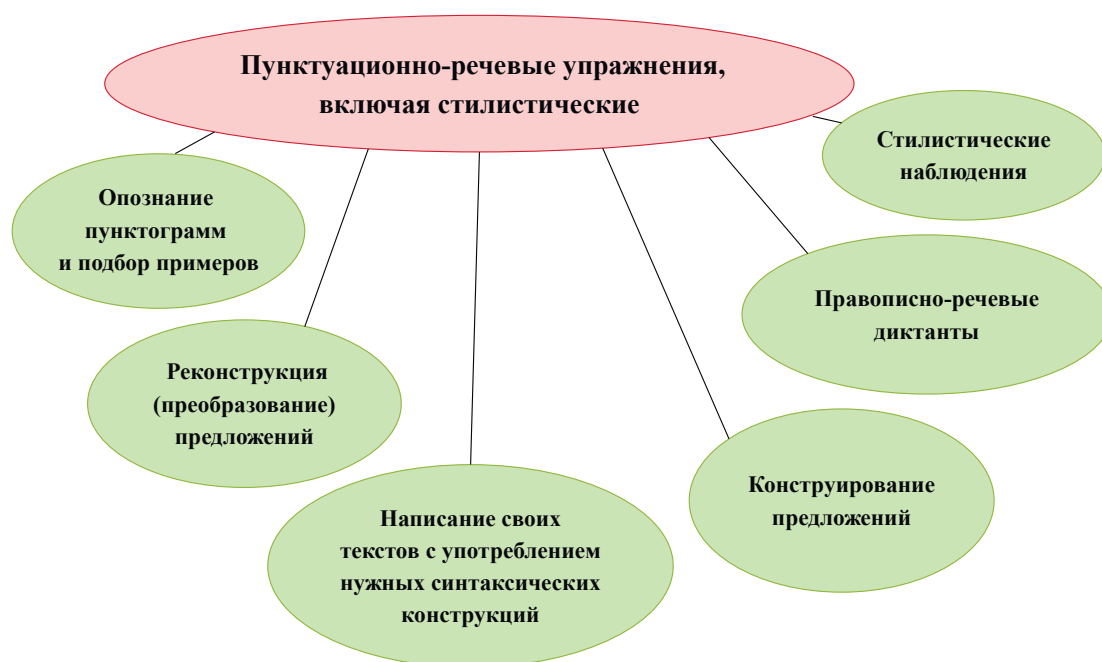 Пунктуационно-речевые упражнения,
включая стилистические
Опознание
пунктограмм
и подбор примеров
Реконструкция
(преобразование)
предложений
Написание своих
текстов с употреблением
нужных синтаксических
конструкций
Конструирование
предложений
Правописно-речевые
диктанты
Стилистические
наблюдения